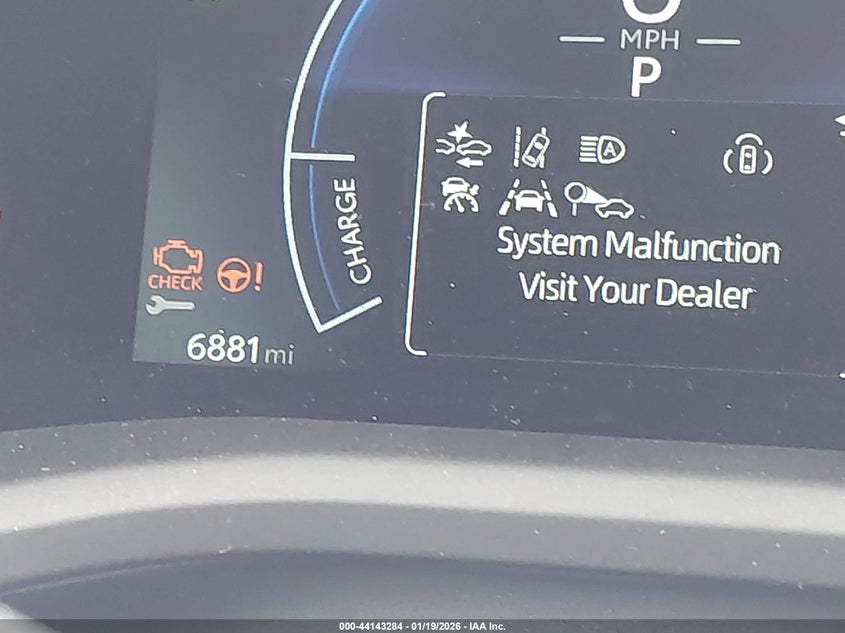 MPH
P
CHARGE
A
System Malfunction
Visit Your Dealer
CHECK
!
6881 mi
000-44143284 - 01/19/2026 - IAA Inc.